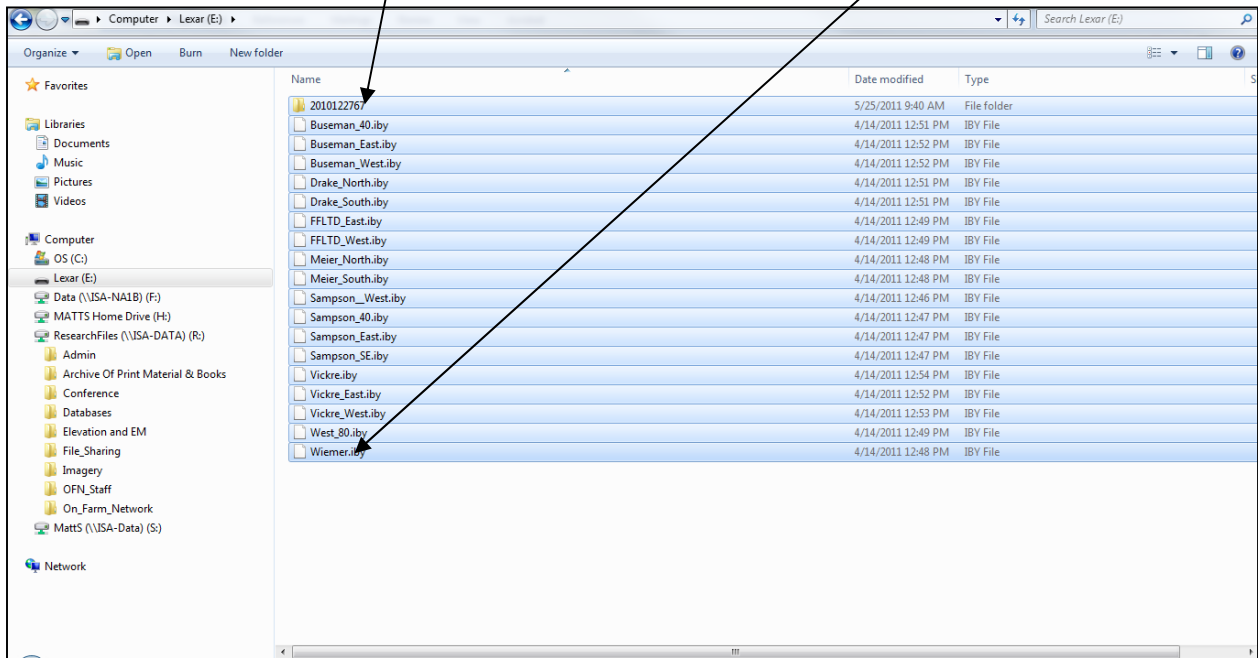 Computer Lexar (E:) Search Lexar (E:)
Organize Open Burn New folder
Name Date modified Type S
Favorites
2010122767 5/25/2011 9:40 AM File folder
Libraries Buseman_40.iby 4/14/2011 12:51 PM IBY File
Documents Buseman_East.iby 4/14/2011 12:52 PM IBY File
Music Buseman_West.iby 4/14/2011 12:52 PM IBY File
Pictures Drake_North.iby 4/14/2011 12:51 PM IBY File
Videos Drake_South.iby 4/14/2011 12:51 PM IBY File
FFLTD_East.iby 4/14/2011 12:49 PM IBY File
Computer FFLTD_West.iby 4/14/2011 12:49 PM IBY File
OS (C:) Meier_North.iby 4/14/2011 12:48 PM IBY File
Lexar (E:) Meier_South.iby 4/14/2011 12:48 PM IBY File
Data (\\ISA-NA1B) (F:) Sampson__West.iby 4/14/2011 12:46 PM IBY File
MATTS Home Drive (H:) Sampson_40.iby 4/14/2011 12:47 PM IBY File
ResearchFiles (\\ISA-DATA) (R:) Sampson_East.iby 4/14/2011 12:47 PM IBY File
Admin Sampson_SE.iby 4/14/2011 12:47 PM IBY File
Archive Of Print Material & Books Vickre.iby 4/14/2011 12:54 PM IBY File
Conference Vickre_East.iby 4/14/2011 12:52 PM IBY File
Databases Vickre_West.iby 4/14/2011 12:53 PM IBY File
Elevation and EM West_80.iby 4/14/2011 12:49 PM IBY File
File_Sharing Wiemer.iby 4/14/2011 12:48 PM IBY File
Imagery
OFN_Staff
On_Farm_Network
MattS (\\ISA-Data) (S:)
Network